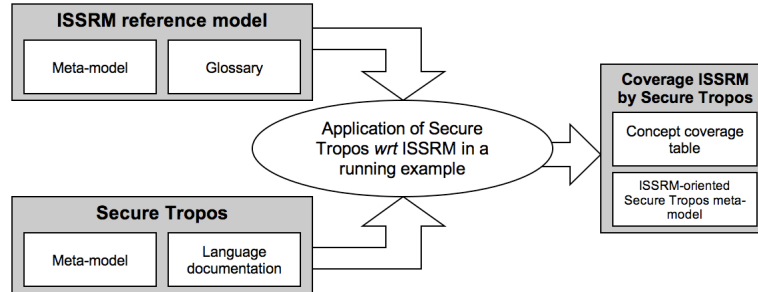 ISSRM reference model
Meta-model
Glossary
Application of Secure
Tropos wrt ISSRM in a
running example
Coverage ISSRM
by Secure Tropos
Concept coverage
table
ISSRM-oriented
Secure Tropos meta-
model
Secure Tropos
Meta-model
Language
documentation